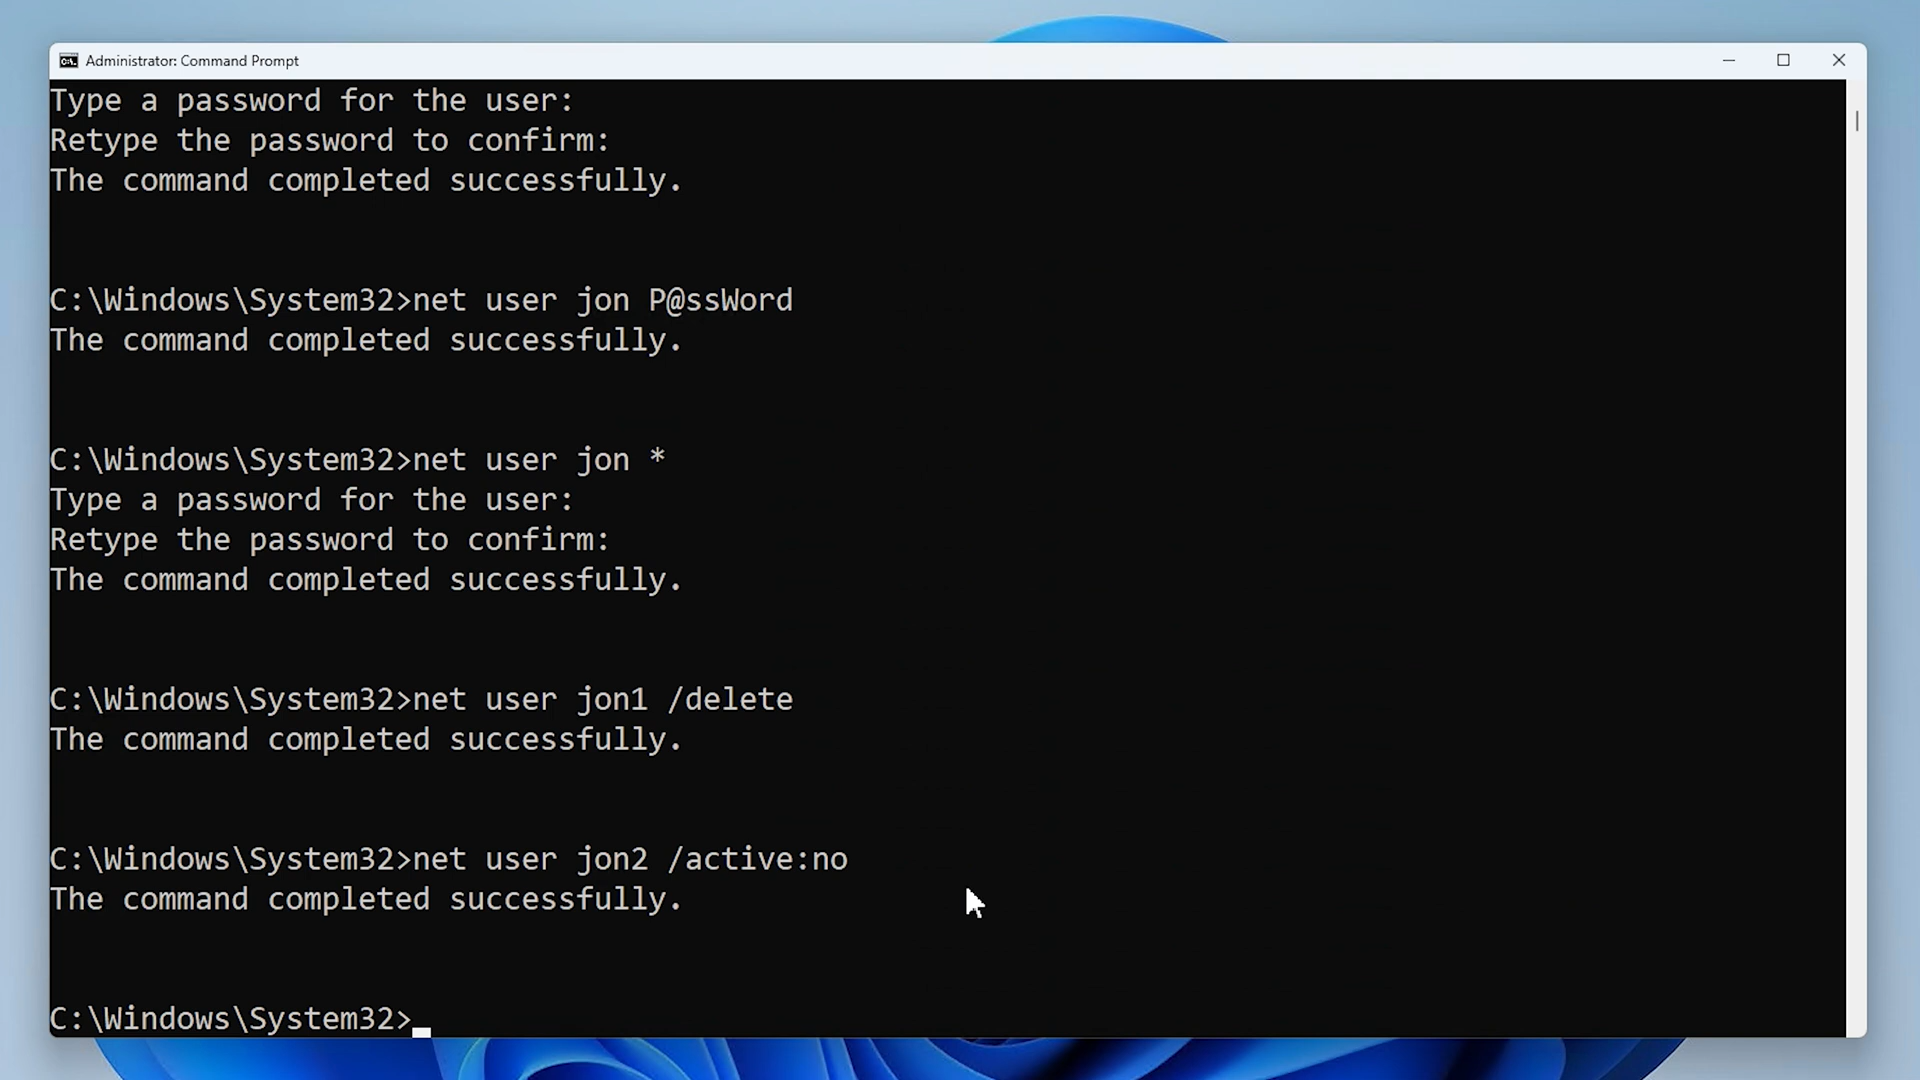 Administrator: Command Prompt
Type a password for the user:
Retype the password to confirm:
The command completed successfully.
C:\Windows\System32>net user jon P@ssWord
The command completed successfully.
C:\Windows\System32>net user jon *
Type a password for the user:
Retype the password to confirm:
The command completed successfully.
C:\Windows\System32>net user jon1 /delete
The command completed successfully.
C:\Windows\System32>net user jon2 /active:no
The command completed successfully.
C:\Windows\System32>